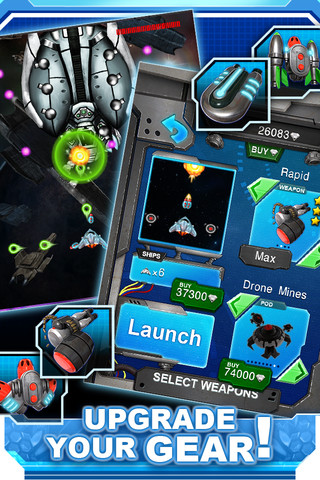 26083
BUY
Rapid
WEAPON
Max
SHIPS
x6
BUY
37300
Drone Mines
POD
Launch
BUY
74000
SELECT WEAPONS
UPGRADE
YOUR GEAR!